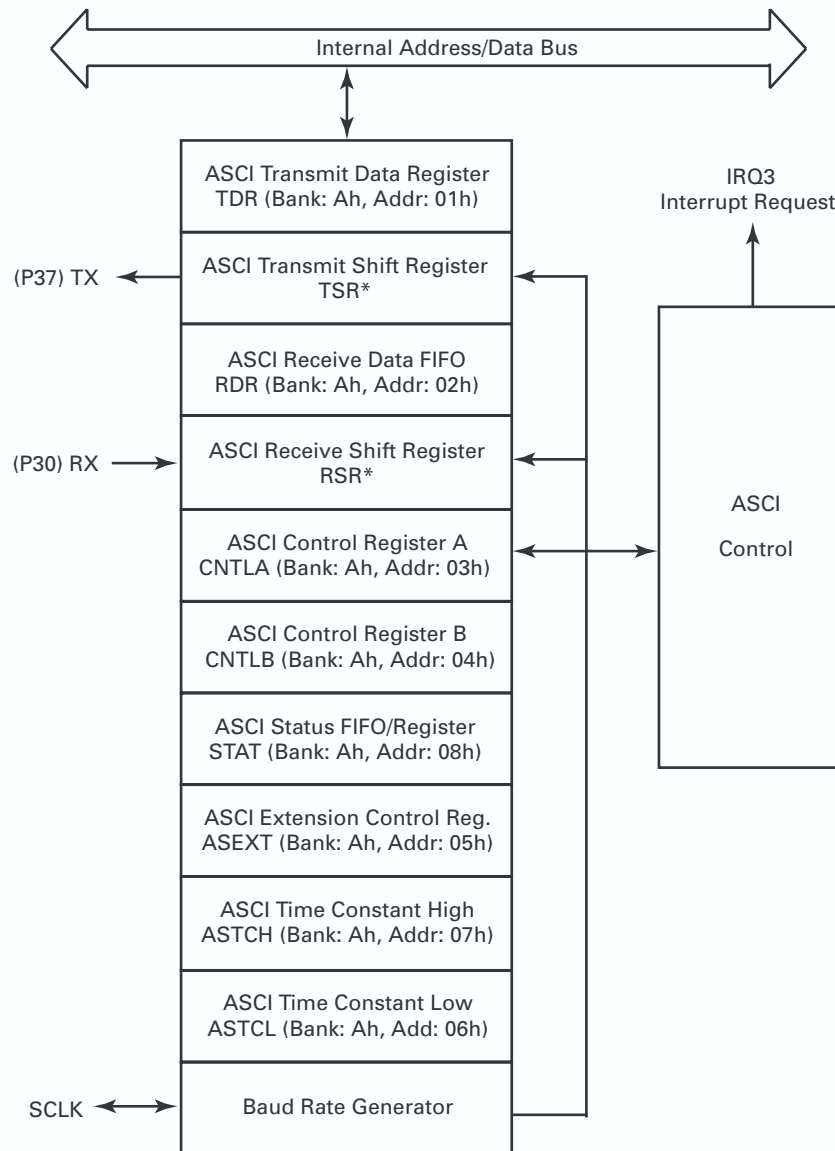 Internal Address/Data Bus
ASCI Transmit Data Register
TDR (Bank: Ah, Addr: 01h)
IRQ3
Interrupt Request
(P37) TX
ASCI Transmit Shift Register
TSR*
ASCI Receive Data FIFO
RDR (Bank: Ah, Addr: 02h)
(P30) RX
ASCI Receive Shift Register
RSR*
ASCI Control Register A
CNTLA (Bank: Ah, Addr: 03h)
ASCI
Control
ASCI Control Register B
CNTLB (Bank: Ah, Addr: 04h)
ASCI Status FIFO/Register
STAT (Bank: Ah, Addr: 08h)
ASCI Extension Control Reg.
ASEXT (Bank: Ah, Addr: 05h)
ASCI Time Constant High
ASTCH (Bank: Ah, Addr: 07h)
ASCI Time Constant Low
ASTCL (Bank: Ah, Add: 06h)
SCLK
Baud Rate Generator